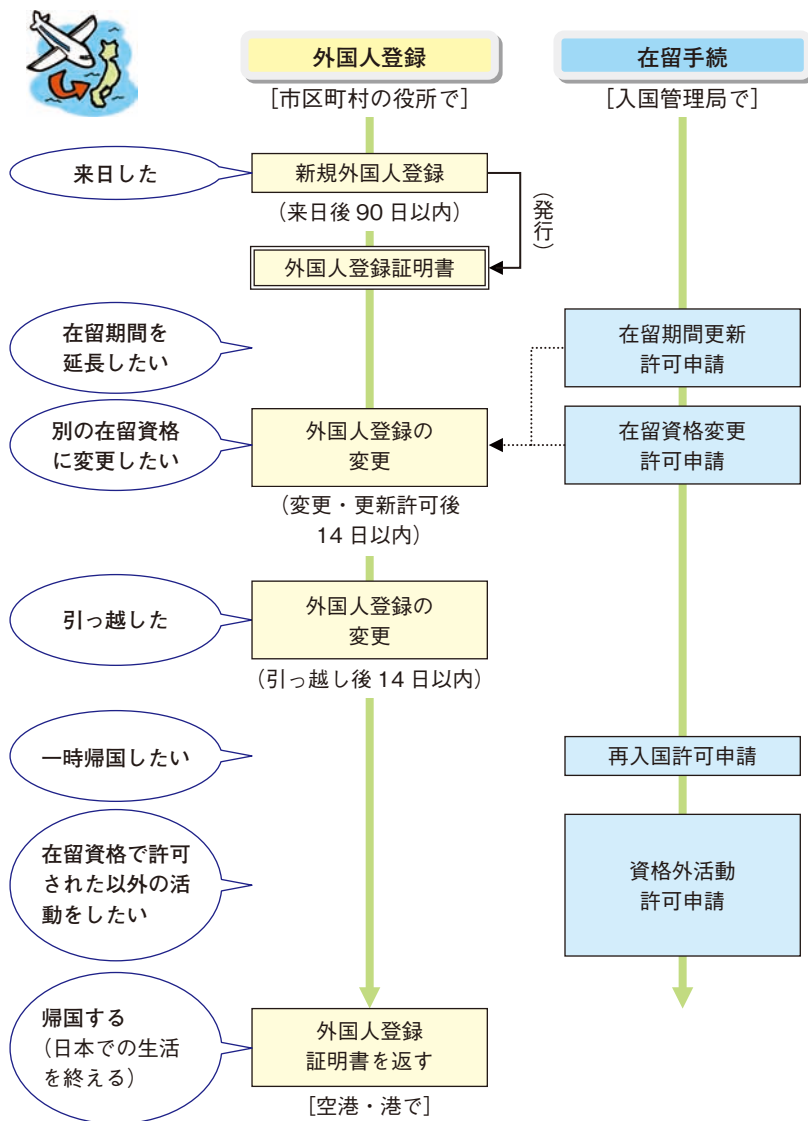 外国人登録
在留手続
[市区町村の役所で]
[入国管理局で]
来日した
新規外国人登録
(来日後 90 日以内)
(発行)
外国人登録証明書
在留期間を
延長したい
在留期間更新
許可申請
別の在留資格
に変更したい
外国人登録の
変更
在留資格変更
許可申請
(変更・更新許可後
14 日以内)
引っ越した
外国人登録の
変更
(引っ越し後 14 日以内)
一時帰国したい
再入国許可申請
在留資格で許可
された以外の活
動をしたい
資格外活動
許可申請
帰国する
(日本での生活
を終える)
外国人登録
証明書を返す
[空港・港で]